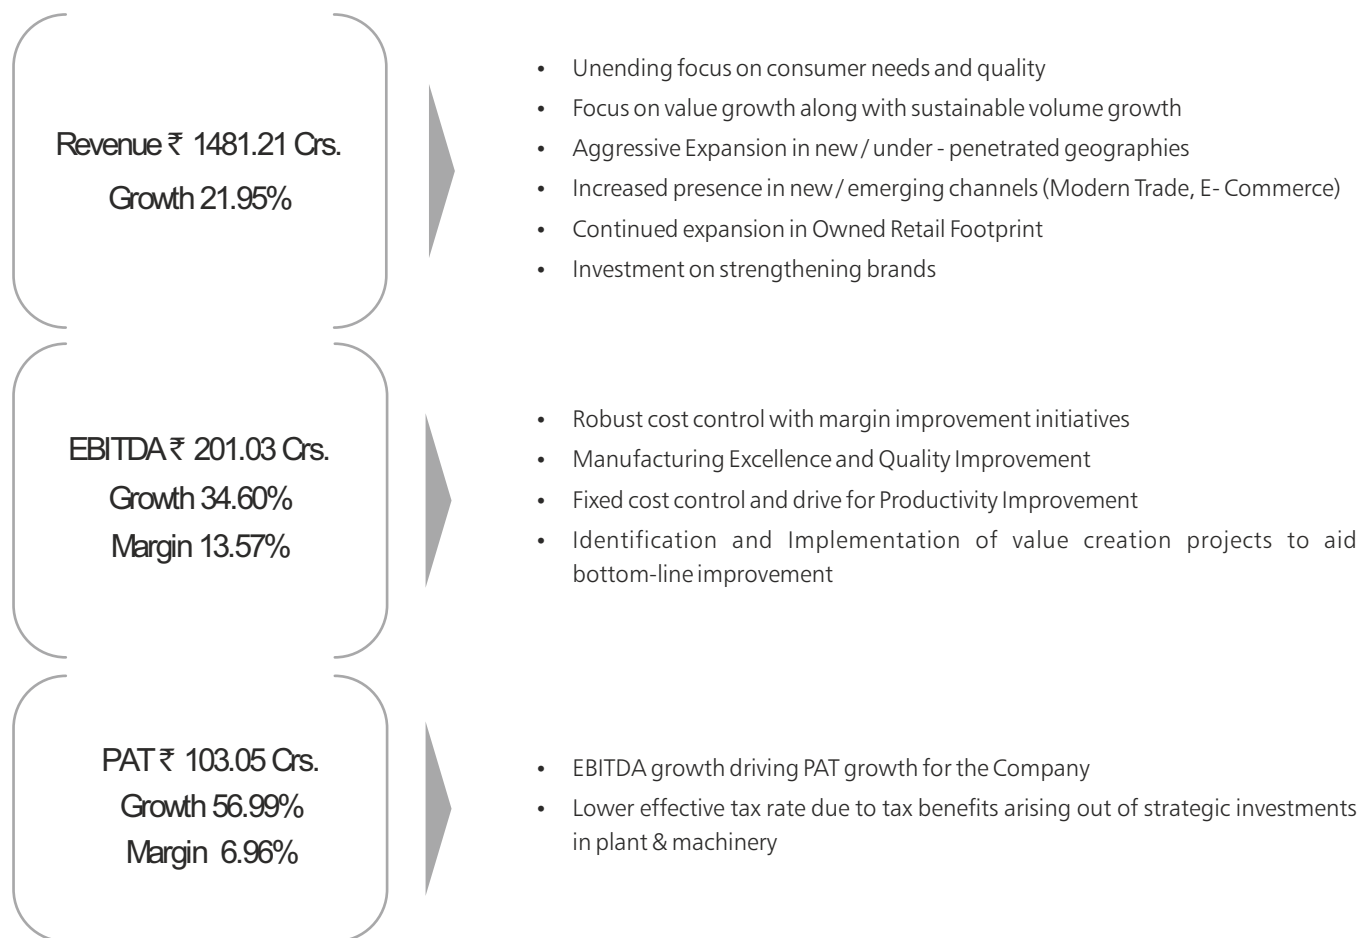 Revenue ₹ 1481.21 Crs.
Growth 21.95%
• Unending focus on consumer needs and quality
• Focus on value growth along with sustainable volume growth
• Aggressive Expansion in new / under - penetrated geographies
• Increased presence in new / emerging channels (Modern Trade, E- Commerce)
• Continued expansion in Owned Retail Footprint
• Investment on strengthening brands
EBITDA ₹ 201.03 Crs.
Growth 34.60%
Margin 13.57%
• Robust cost control with margin improvement initiatives
• Manufacturing Excellence and Quality Improvement
• Fixed cost control and drive for Productivity Improvement
• Identification and Implementation of value creation projects to aid
bottom-line improvement
PAT ₹ 103.05 Crs.
Growth 56.99%
Margin 6.96%
• EBITDA growth driving PAT growth for the Company
• Lower effective tax rate due to tax benefits arising out of strategic investments
in plant & machinery